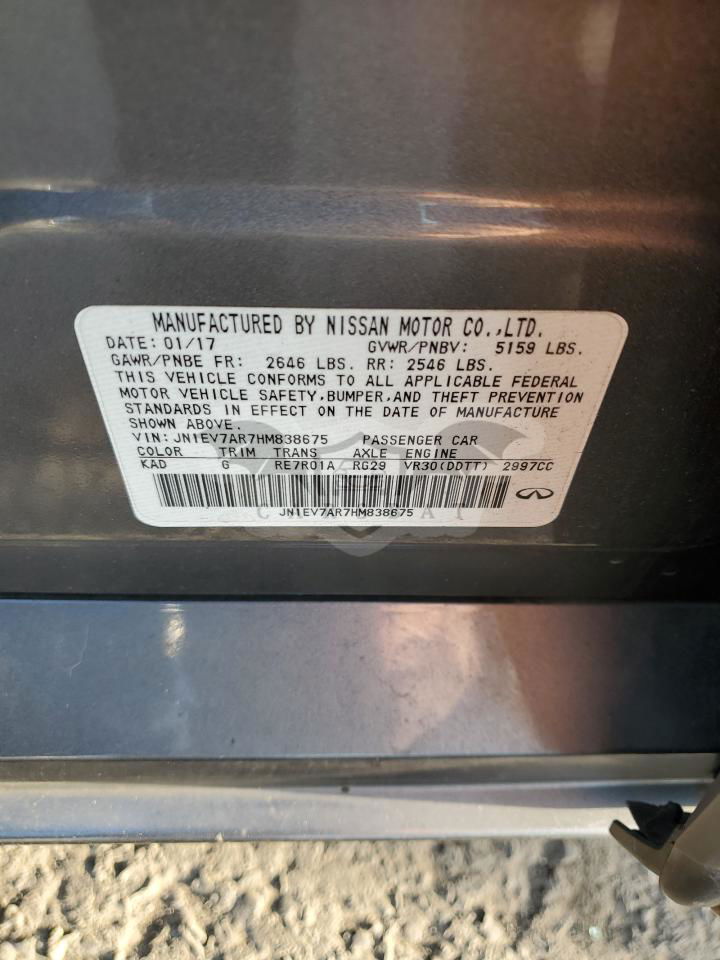 MANUFACTURED BY NISSAN MOTOR CO.,LTD.
DATE: 01/17 GVWR/PNBV: 5159 LBS.
GAWR/PNBE FR: 2646 LBS. RR: 2546 LBS.
THIS VEHICLE CONFORMS TO ALL APPLICABLE FEDERAL
MOTOR VEHICLE SAFETY,BUMPER,AND THEFT PREVENTION
STANDARDS IN EFFECT ON THE DATE OF MANUFACTURE
SHOWN ABOVE.
VIN: JN1EV7AR7HM838675 PASSENGER CAR
COLOR TRIM TRANS AXLE ENGINE
KAD G RE7R01A RG29 VR30(DDTT) 2997CC
JN1EV7AR7HM838675